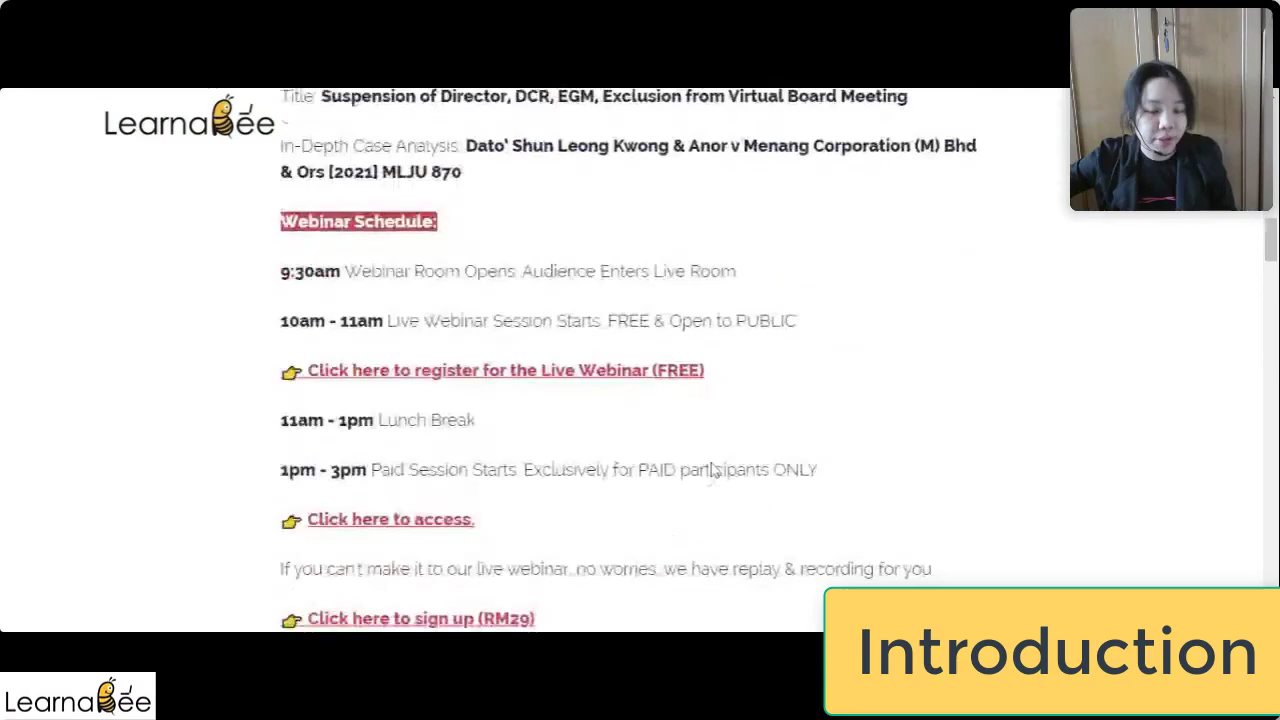 Title: Suspension of Director, DCR, EGM, Exclusion from Virtual Board Meeting
LearnaBée
In-Depth Case Analysis: Dato' Shun Leong Kwong & Anor v Menang Corporation (M) Bhd
& Ors [2021] MLJU 870
Webinar Schedule:
9:30am Webinar Room Opens. Audience Enters Live Room
10am - 11am Live Webinar Session Starts. FREE & Open to PUBLIC
👉 Click here to register for the Live Webinar (FREE)
11am - 1pm Lunch Break
1pm - 3pm Paid Session Starts. Exclusively for PAID participants ONLY
👉 Click here to access.
If you can't make it to our live webinar, no worries, we have replay & recording for you
👉 Click here to sign up (RM29)
Introduction
LearnaBée